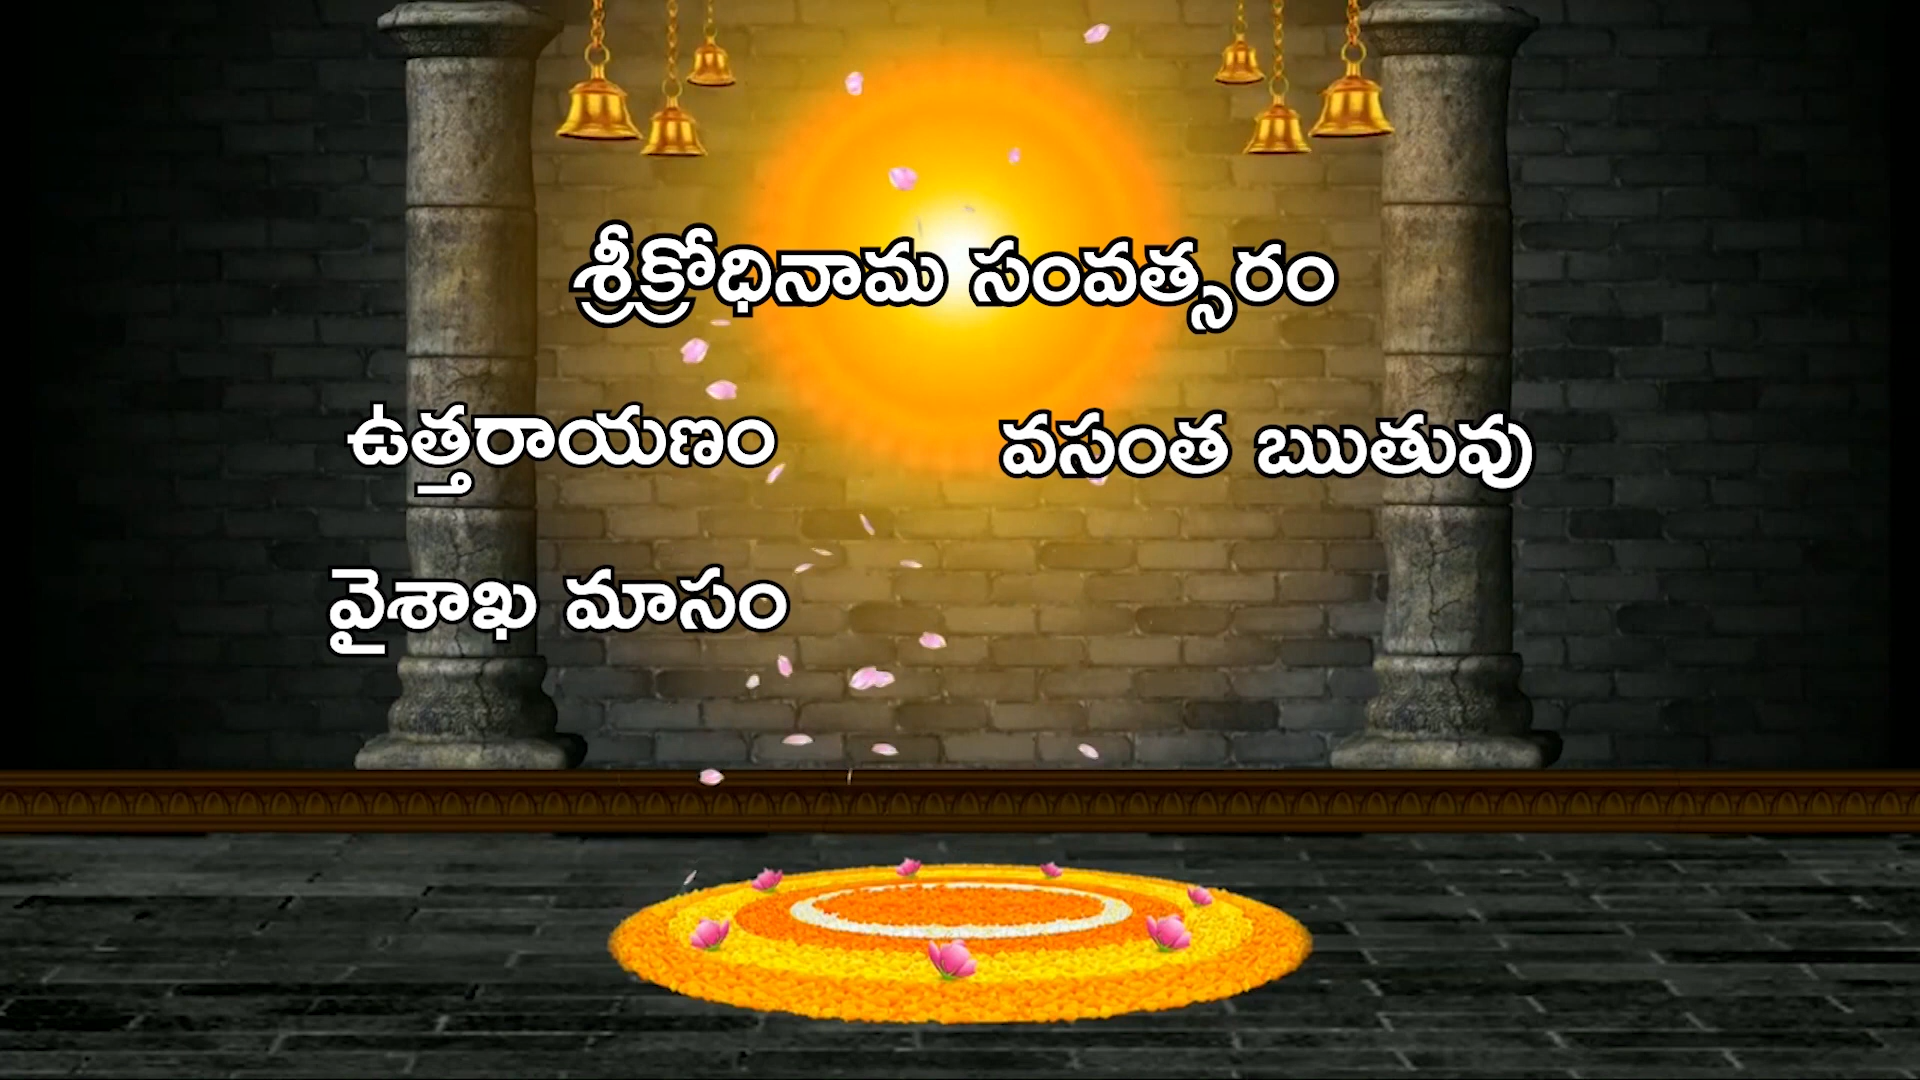 శ్రీక్రోధినామ సంవత్సరం
ఉత్తరాయణం
వసంత ఋతువు
వైశాఖ మాసం